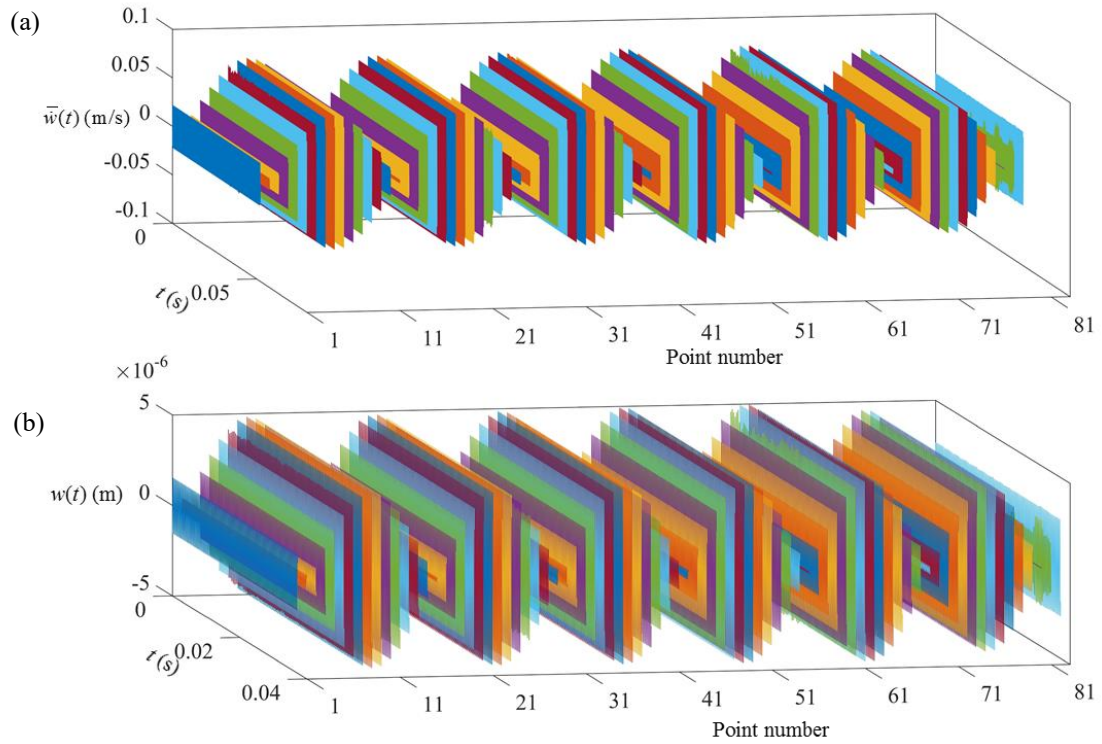 (a)
0.1
0.05
0
-0.05
-0.1
w̄(t) (m/s)
0
0.05
t(s)
1 11 21 31 41 51 61 71 81
Point number
(b)
×10⁻⁶
5
0
-5
w(t) (m)
0
0.02
0.04
t(s)
1 11 21 31 41 51 61 71 81
Point number